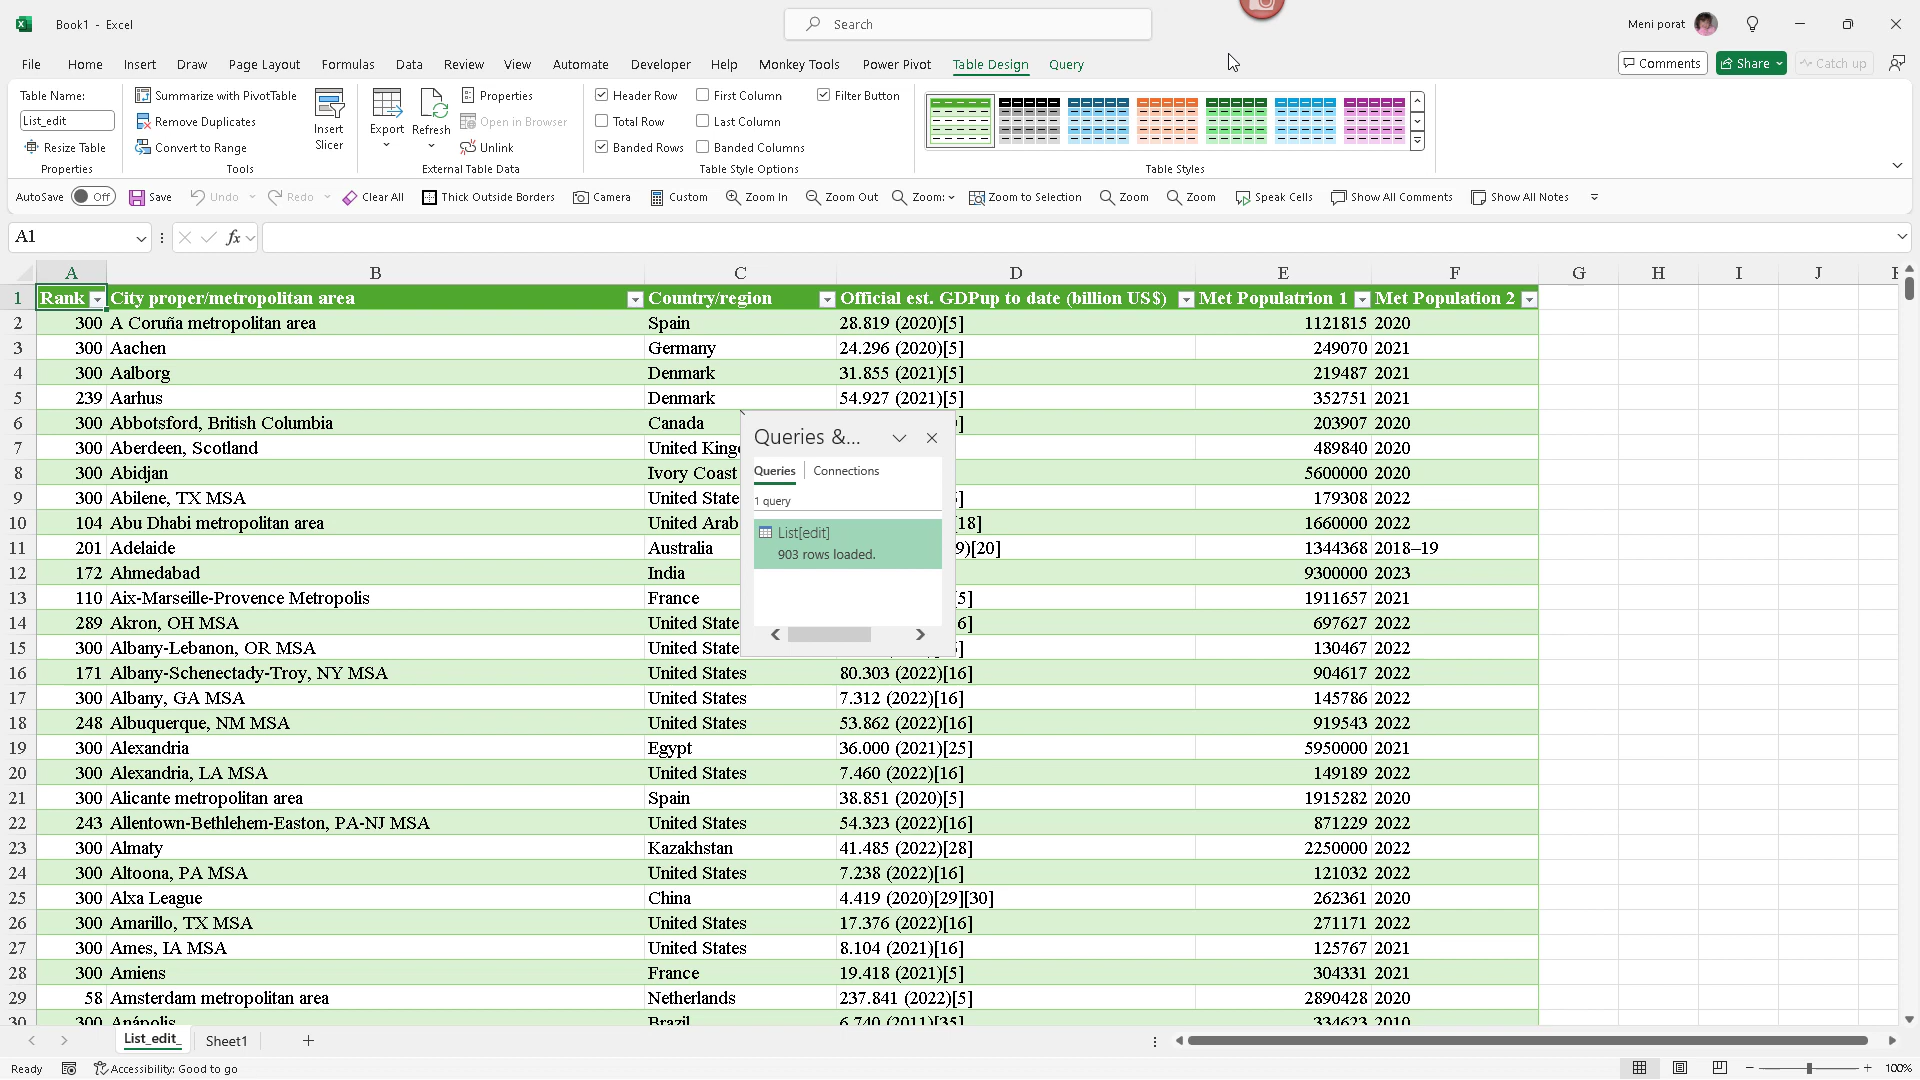 Book1 - Excel
Search
Meni porat
File Home Insert Draw Page Layout Formulas Data Review View Automate Developer Help Monkey Tools Power Pivot Table Design Query
Comments Share Catch up
Table Name:
List_edit
Resize Table
Properties
Summarize with PivotTable
Remove Duplicates
Convert to Range
Tools
Insert
Slicer
Export Refresh
Properties
Open in Browser
Unlink
External Table Data
Header Row First Column Filter Button
Total Row Last Column
Banded Rows Banded Columns
Table Style Options
Table Styles
AutoSave Off Save Undo Redo Clear All Thick Outside Borders Camera Custom Zoom In Zoom Out Zoom: Zoom to Selection Zoom Zoom Speak Cells Show All Comments Show All Notes
A1 fx
A B C D E F G H I J
1 Rank City proper/metropolitan area Country/region Official est. GDPup to date (billion US$) Met Populatrion 1 Met Population 2
2 300 A Coruña metropolitan area Spain 28.819 (2020)[5] 1121815 2020
3 300 Aachen Germany 24.296 (2020)[5] 249070 2021
4 300 Aalborg Denmark 31.855 (2021)[5] 219487 2021
5 239 Aarhus Denmark 54.927 (2021)[5] 352751 2021
6 300 Abbotsford, British Columbia Canada ] 203907 2020
7 300 Aberdeen, Scotland United King 489840 2020
8 300 Abidjan Ivory Coast 5600000 2020
9 300 Abilene, TX MSA United State ] 179308 2022
10 104 Abu Dhabi metropolitan area United Arab 18] 1660000 2022
11 201 Adelaide Australia 9)[20] 1344368 2018–19
12 172 Ahmedabad India 9300000 2023
13 110 Aix-Marseille-Provence Metropolis France 5] 1911657 2021
14 289 Akron, OH MSA United State 6] 697627 2022
15 300 Albany-Lebanon, OR MSA United State ] 130467 2022
16 171 Albany-Schenectady-Troy, NY MSA United States 80.303 (2022)[16] 904617 2022
17 300 Albany, GA MSA United States 7.312 (2022)[16] 145786 2022
18 248 Albuquerque, NM MSA United States 53.862 (2022)[16] 919543 2022
19 300 Alexandria Egypt 36.000 (2021)[25] 5950000 2021
20 300 Alexandria, LA MSA United States 7.460 (2022)[16] 149189 2022
21 300 Alicante metropolitan area Spain 38.851 (2020)[5] 1915282 2020
22 243 Allentown-Bethlehem-Easton, PA-NJ MSA United States 54.323 (2022)[16] 871229 2022
23 300 Almaty Kazakhstan 41.485 (2022)[28] 2250000 2022
24 300 Altoona, PA MSA United States 7.238 (2022)[16] 121032 2022
25 300 Alxa League China 4.419 (2020)[29][30] 262361 2020
26 300 Amarillo, TX MSA United States 17.376 (2022)[16] 271171 2022
27 300 Ames, IA MSA United States 8.104 (2021)[16] 125767 2021
28 300 Amiens France 19.418 (2021)[5] 304331 2021
29 58 Amsterdam metropolitan area Netherlands 237.841 (2022)[5] 2890428 2020
30 300 Anápolis Brazil 6.740 (2011)[35] 334623 2010
Queries &...
Queries Connections
1 query
List[edit]
903 rows loaded.
List_edit_ Sheet1
Ready Accessibility: Good to go 100%